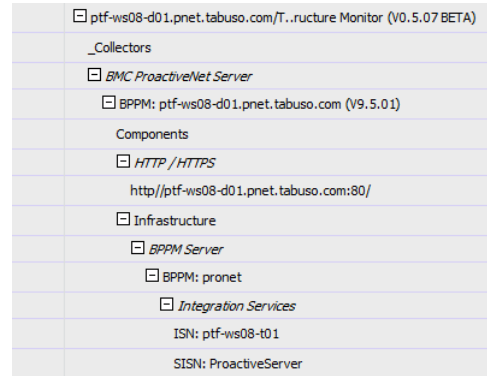 ptf-ws08-d01.pnet.tabuso.com/T..ructure Monitor (V0.5.07 BETA)
_Collectors
BMC ProactiveNet Server
BPPM: ptf-ws08-d01.pnet.tabuso.com (V9.5.01)
Components
HTTP / HTTPS
http//ptf-ws08-d01.pnet.tabuso.com:80/
Infrastructure
BPPM Server
BPPM: pronet
Integration Services
ISN: ptf-ws08-t01
SISN: ProactiveServer